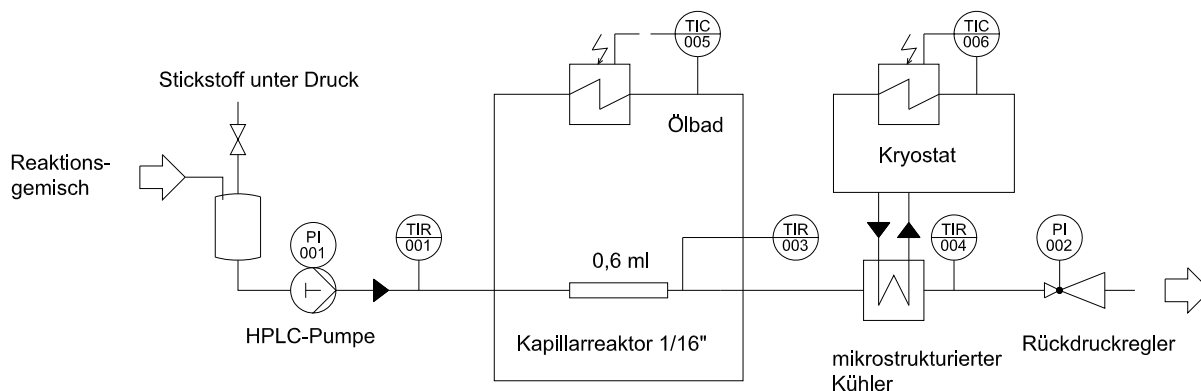 TIC
005
TIC
006
Stickstoff unter Druck
Ölbad
Kryostat
Reaktions-
gemisch
PI
001
TIR
001
TIR
003
TIR
004
PI
002
0,6 ml
HPLC-Pumpe
Kapillarreaktor 1/16"
mikrostrukturierter
Kühler
Rückdruckregler